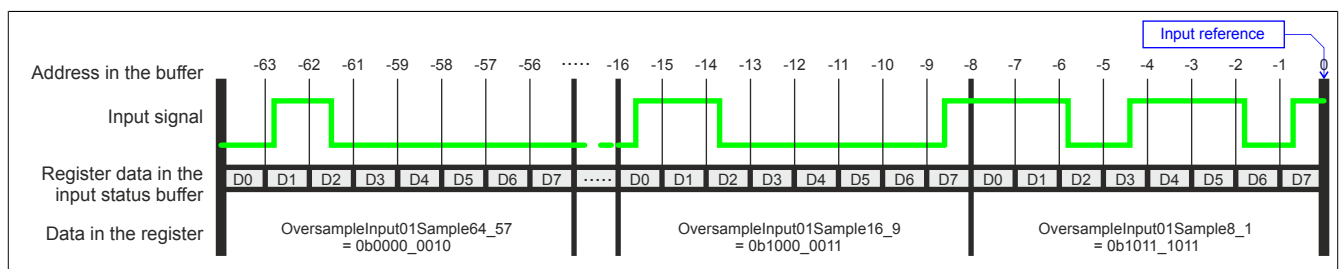 Input reference
Address in the buffer -63 -62 -61 -59 -58 -57 -56 ····· -16 -15 -14 -13 -12 -11 -10 -9 -8 -7 -6 -5 -4 -3 -2 -1 0
Input signal
Register data in the
input status buffer
D0 D1 D2 D3 D4 D5 D6 D7 ····· D0 D1 D2 D3 D4 D5 D6 D7 D0 D1 D2 D3 D4 D5 D6 D7
Data in the register
OversampleInput01Sample64_57
= 0b0000_0010
OversampleInput01Sample16_9
= 0b1000_0011
OversampleInput01Sample8_1
= 0b1011_1011